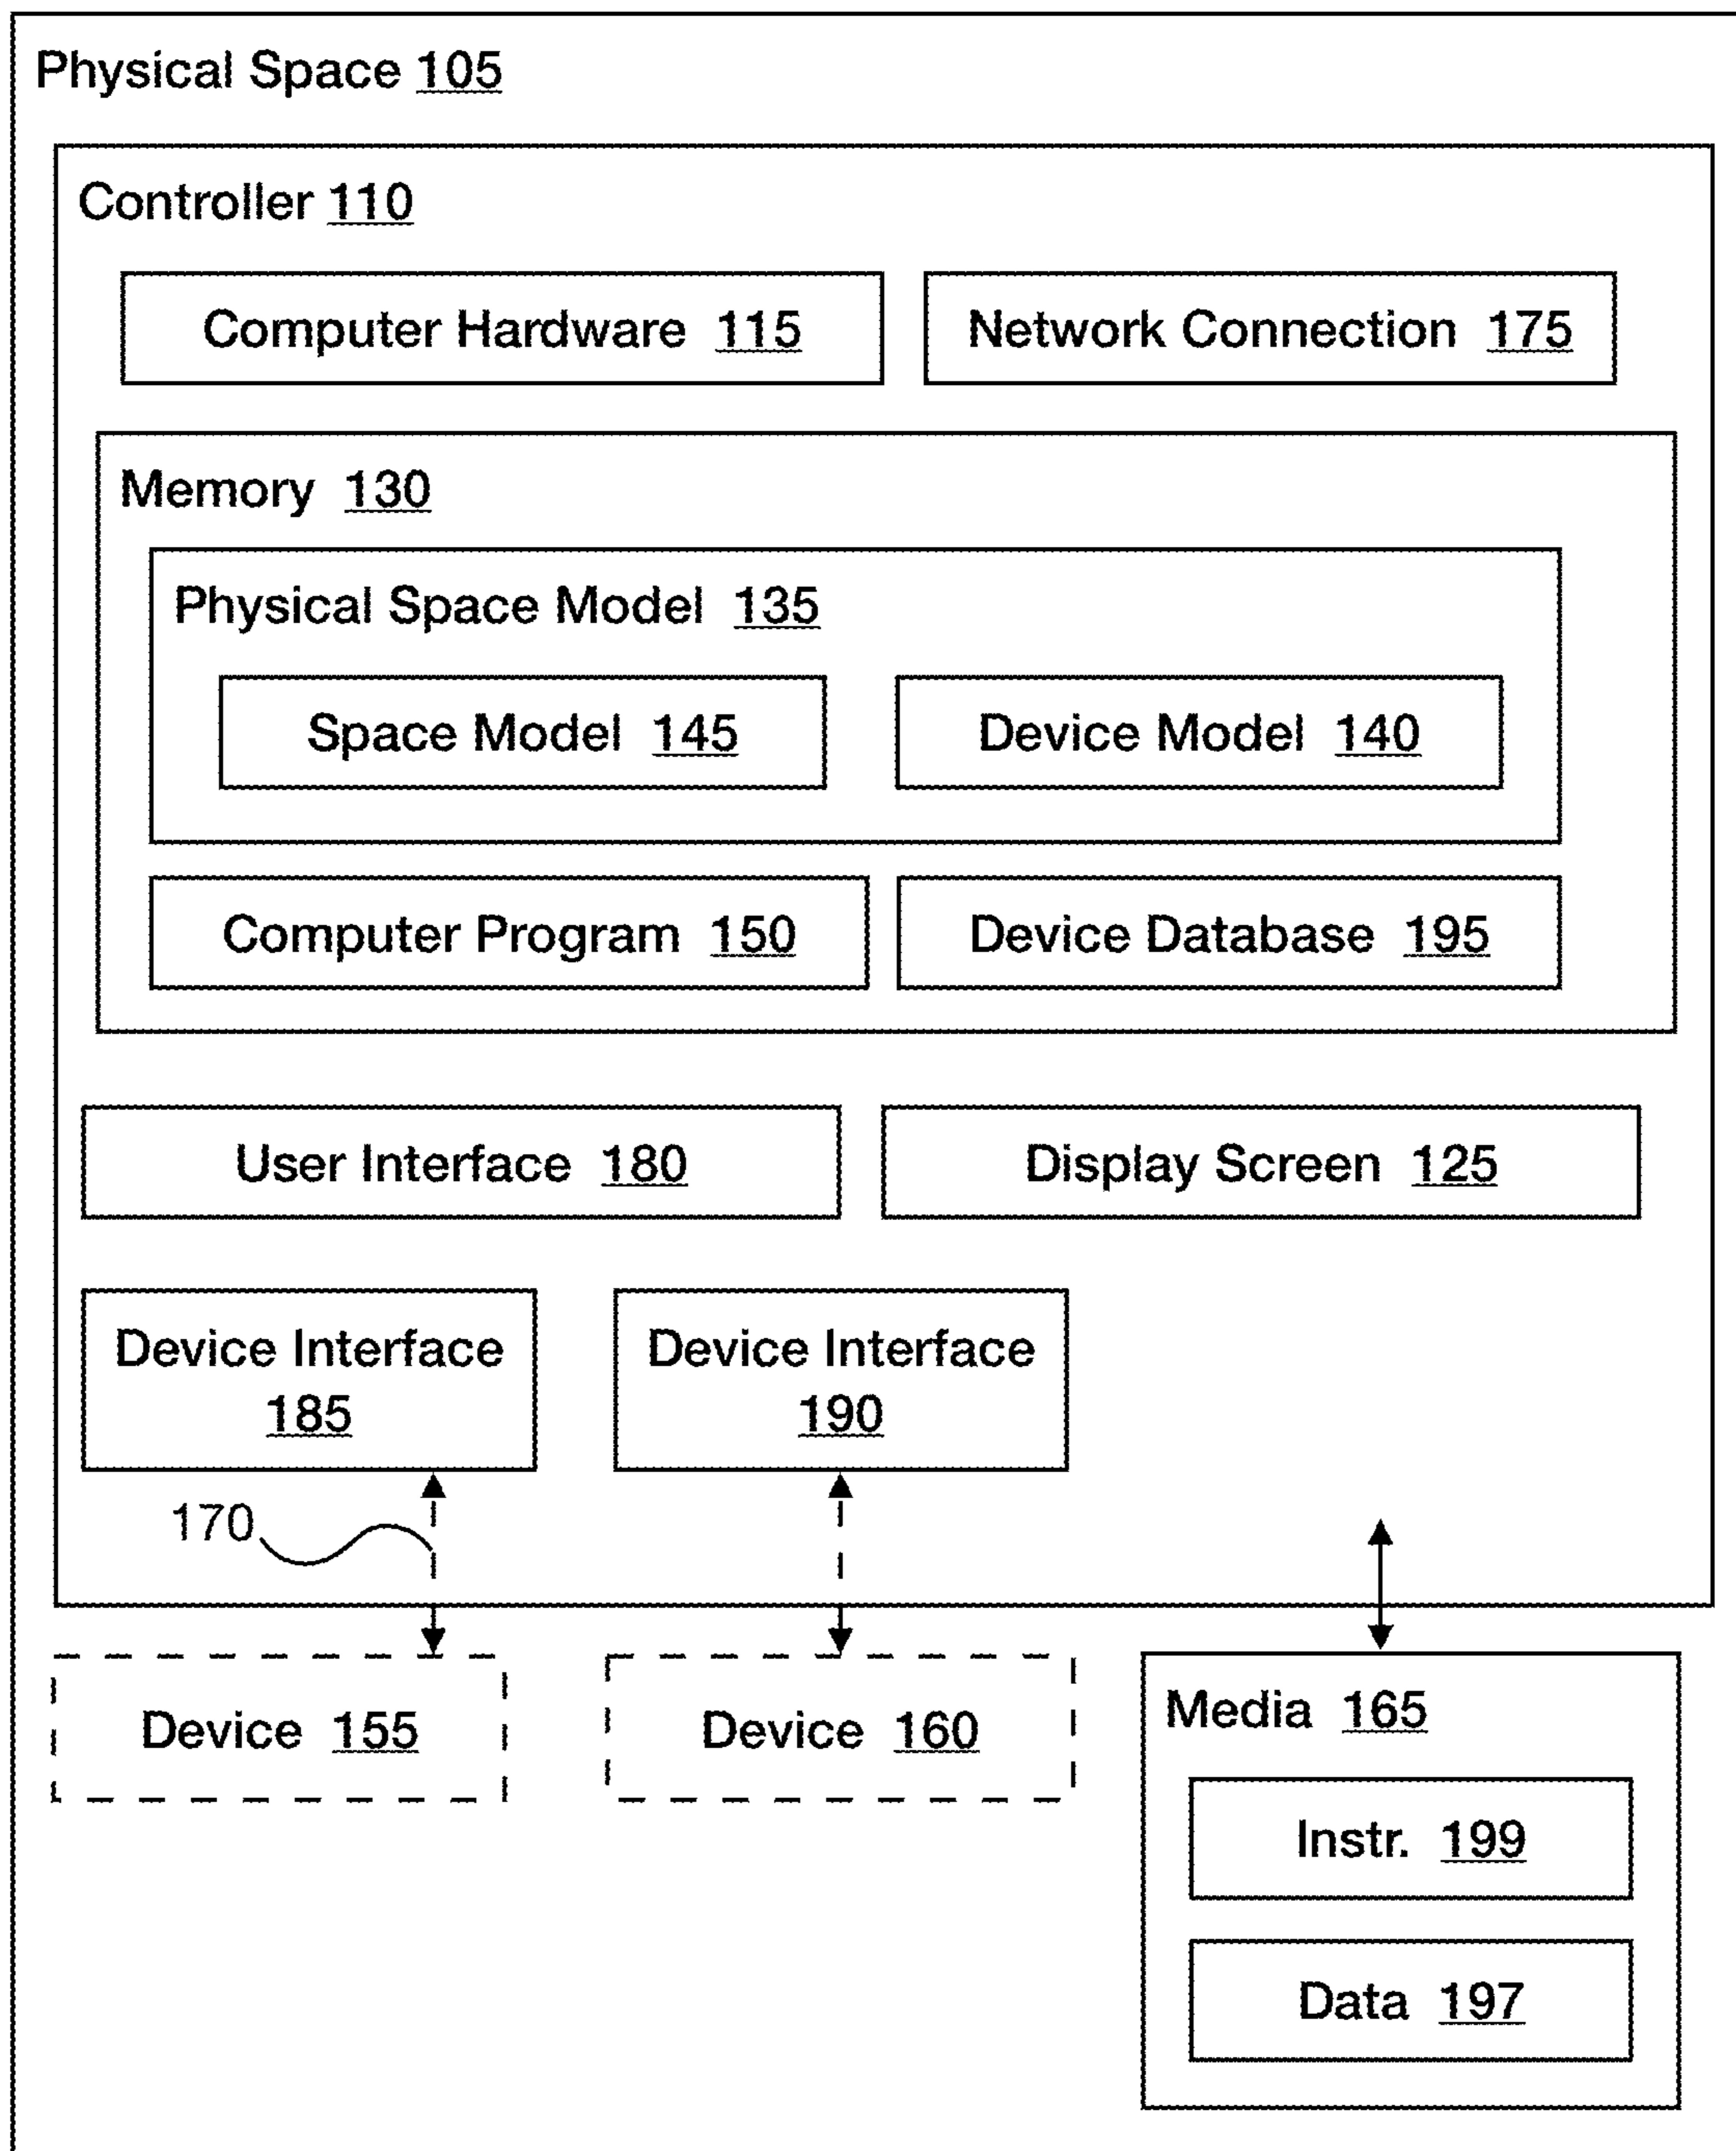 Physical Space 105
Controller 110
Computer Hardware 115
Network Connection 175
Memory 130
Physical Space Model 135
Space Model 145
Device Model 140
Computer Program 150
Device Database 195
User Interface 180
Display Screen 125
Device Interface
185
Device Interface
190
170
Device 155
Device 160
Media 165
Instr. 199
Data 197